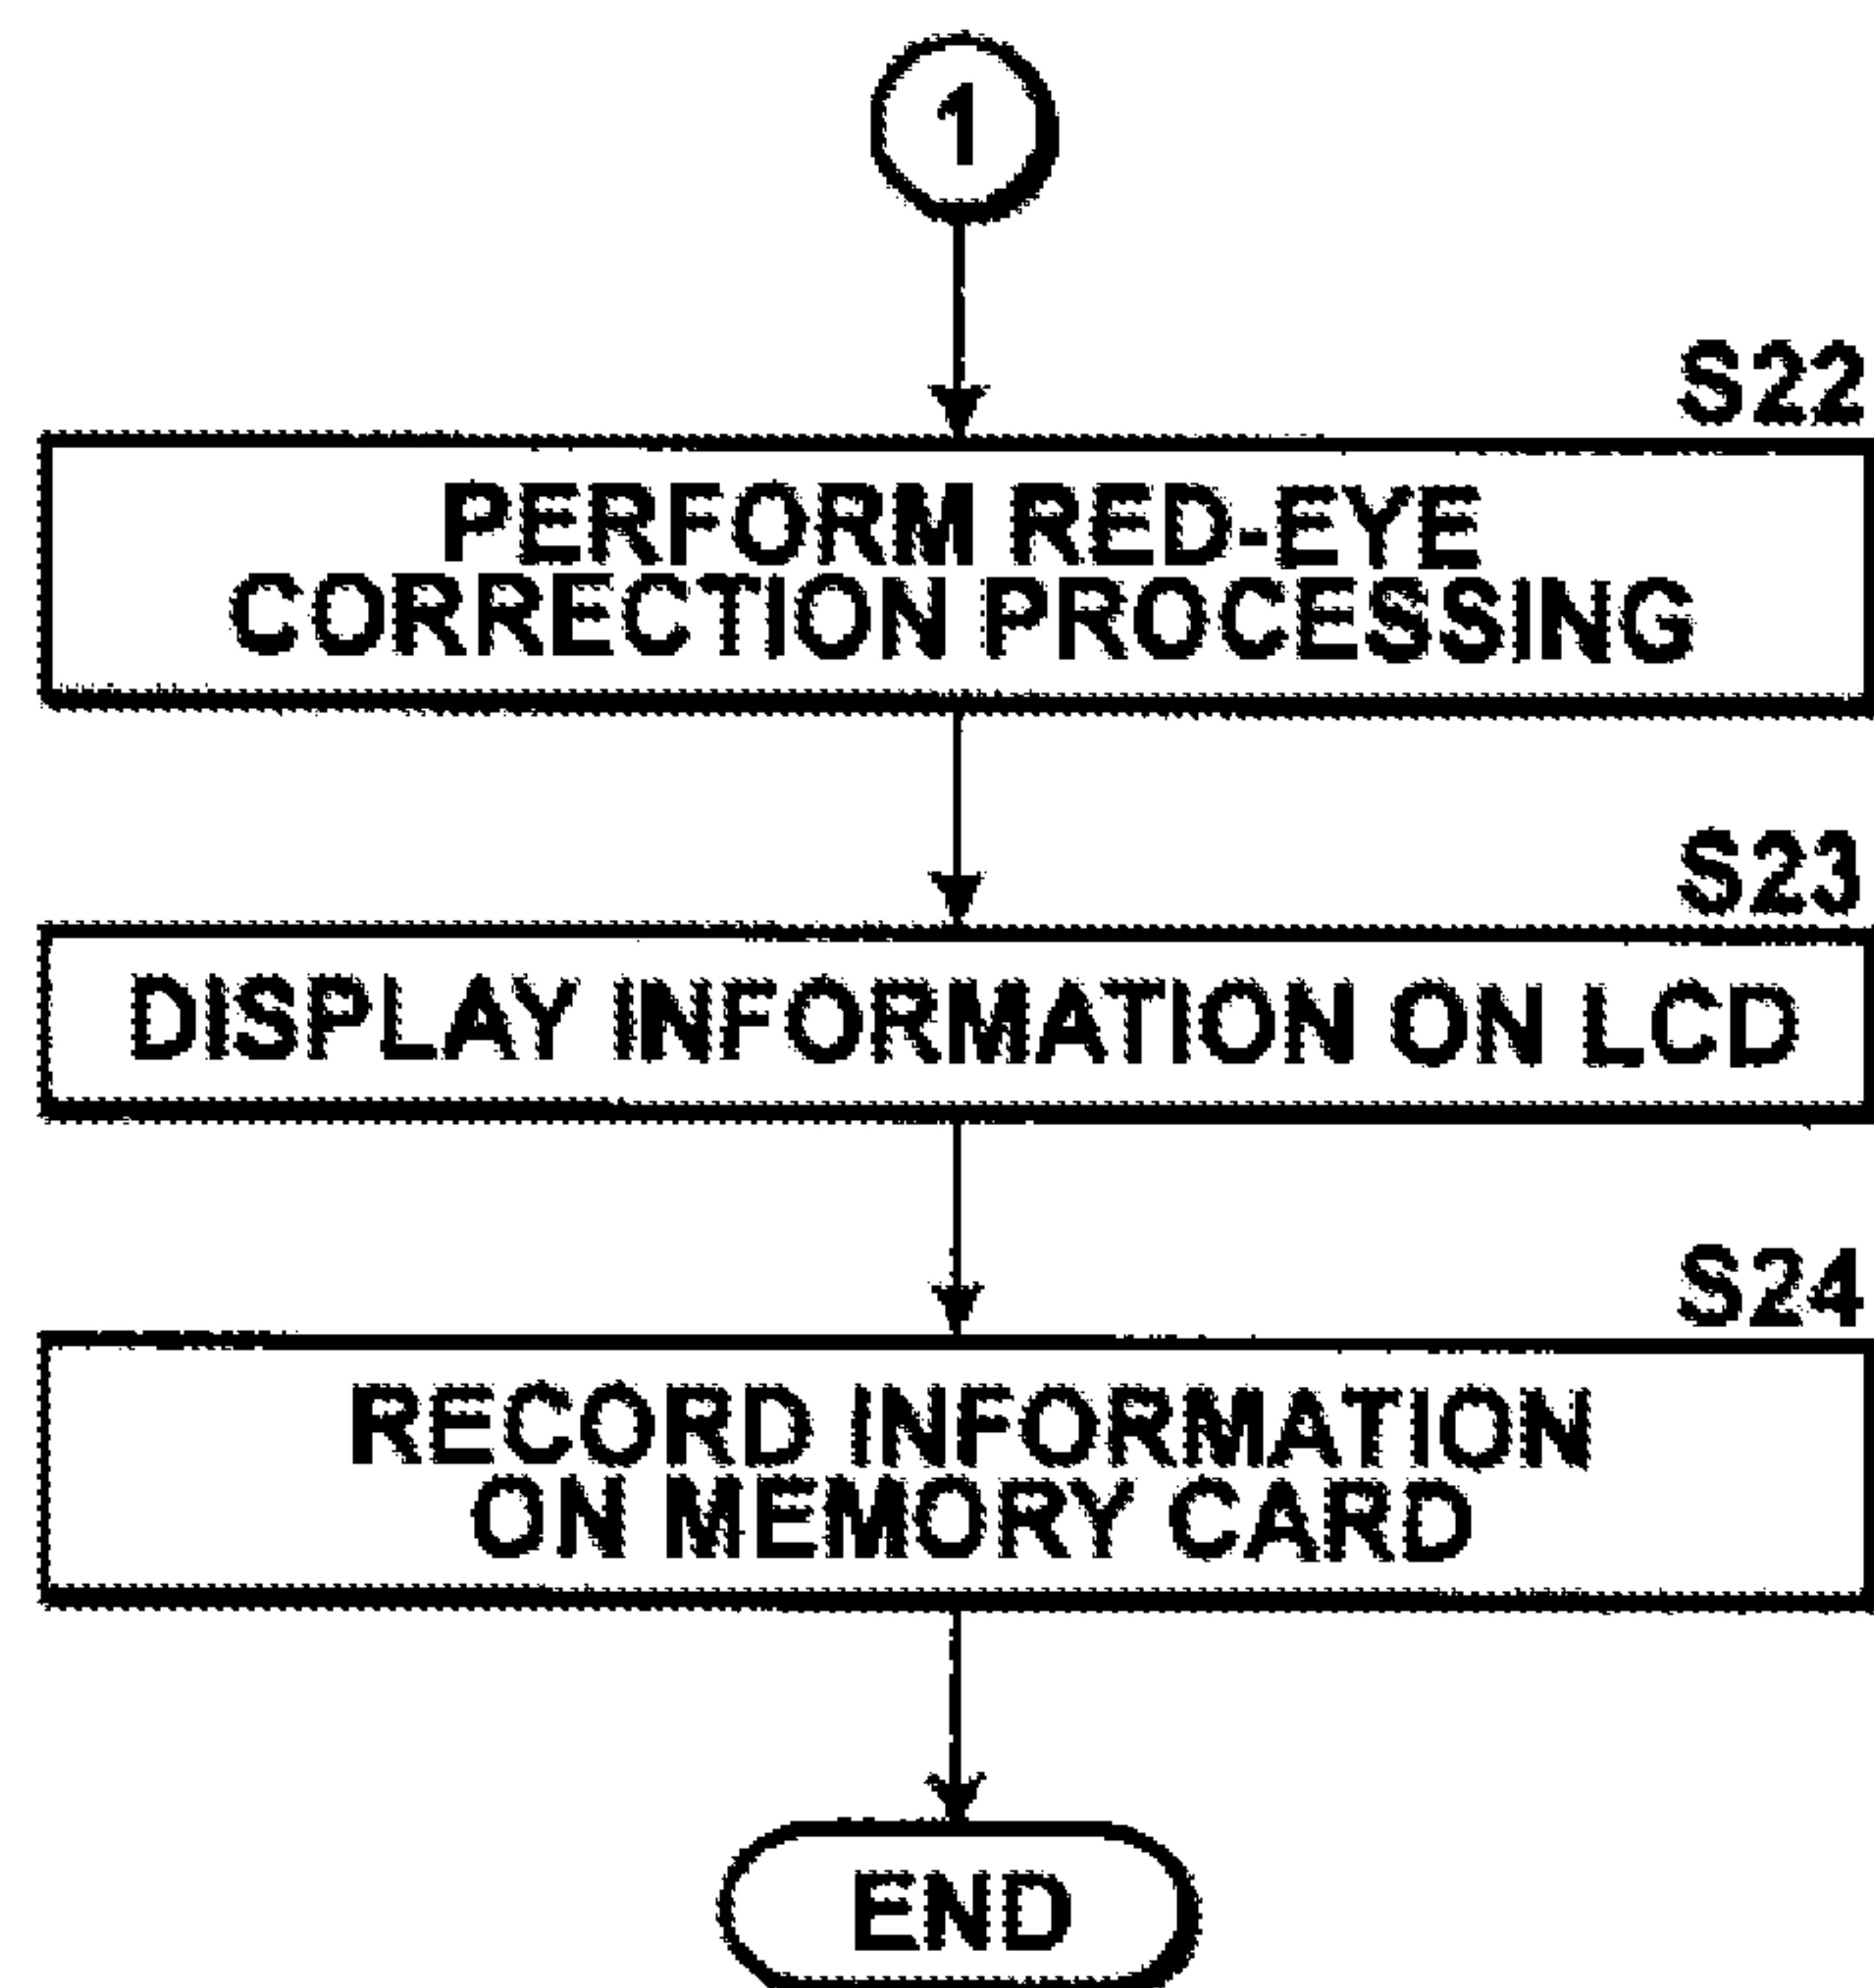 1
S22
PERFORM RED-EYE
CORRECTION PROCESSING
S23
DISPLAY INFORMATION ON LCD
S24
RECORD INFORMATION
ON MEMORY CARD
END